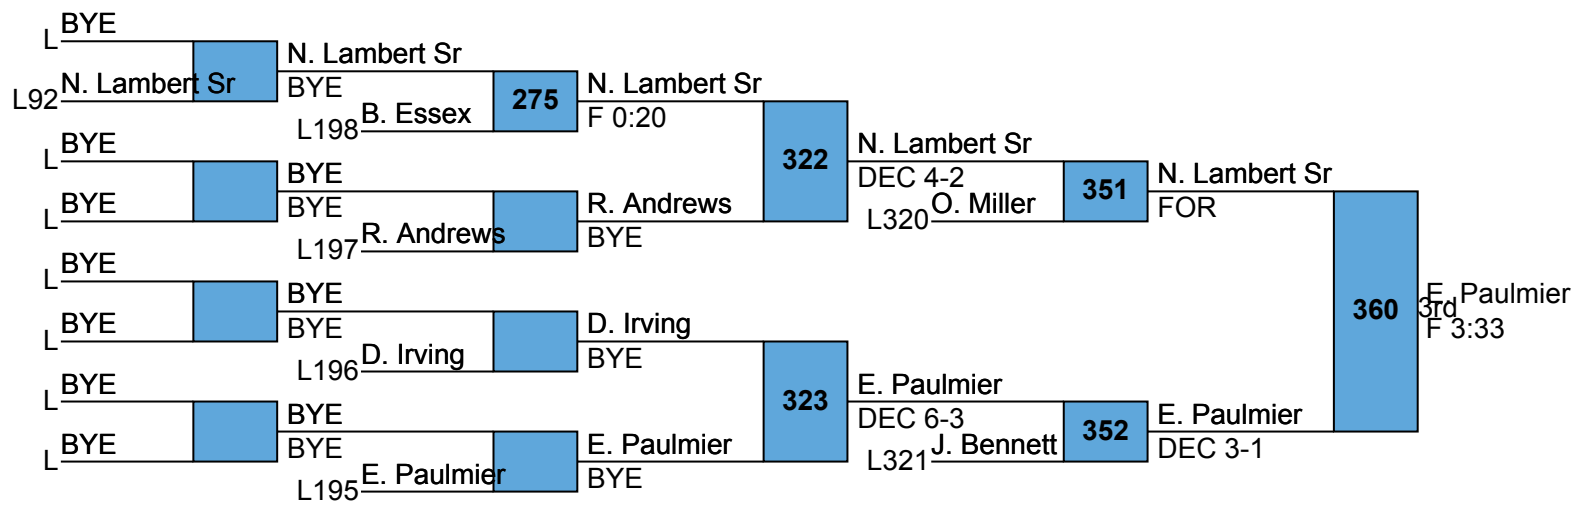 BYE
L
N. Lambert Sr
L92
BYE
L
BYE
L
BYE
L
BYE
L
BYE
L
BYE
L
N. Lambert Sr
BYE
B. Essex
L198
BYE
BYE
R. Andrews
L197
BYE
BYE
D. Irving
L196
BYE
BYE
E. Paulmier
L195
275
N. Lambert Sr
F 0:20
R. Andrews
BYE
D. Irving
BYE
E. Paulmier
BYE
322
N. Lambert Sr
DEC 4-2
O. Miller
L320
323
E. Paulmier
DEC 6-3
J. Bennett
L321
351
N. Lambert Sr
FOR
352
E. Paulmier
DEC 3-1
360
E. Paulmier
3rd
F 3:33